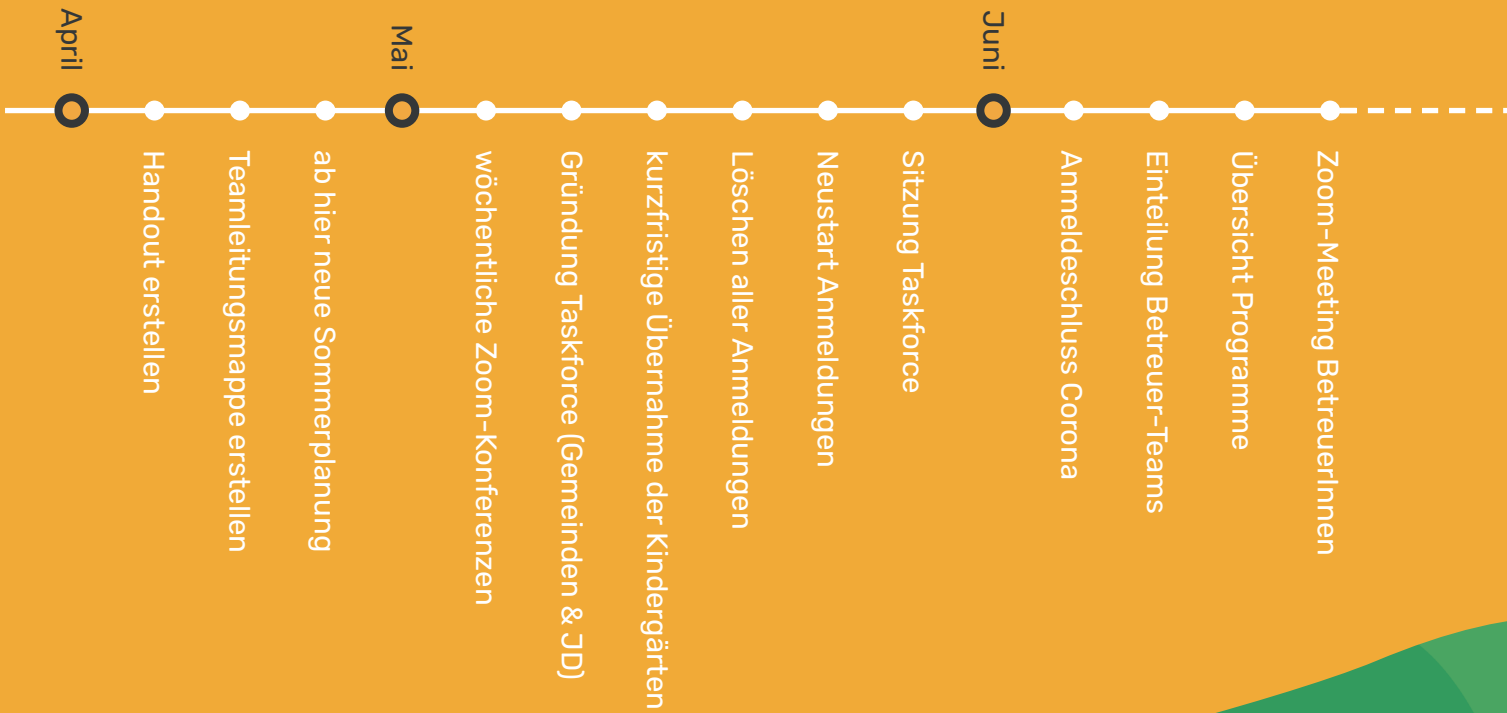 April
Handout erstellen
Teamleitungsmappe erstellen
ab hier neue Sommerplanung
Mai
wöchentliche Zoom-Konferenzen
Gründung Taskforce (Gemeinden & JD)
kurzfristige Übernahme der Kindergärten
Löschen aller Anmeldungen
Neustart Anmeldungen
Sitzung Taskforce
Juni
Anmeldeschluss Corona
Einteilung Betreuer-Teams
Übersicht Programme
Zoom-Meeting BetreuerInnen